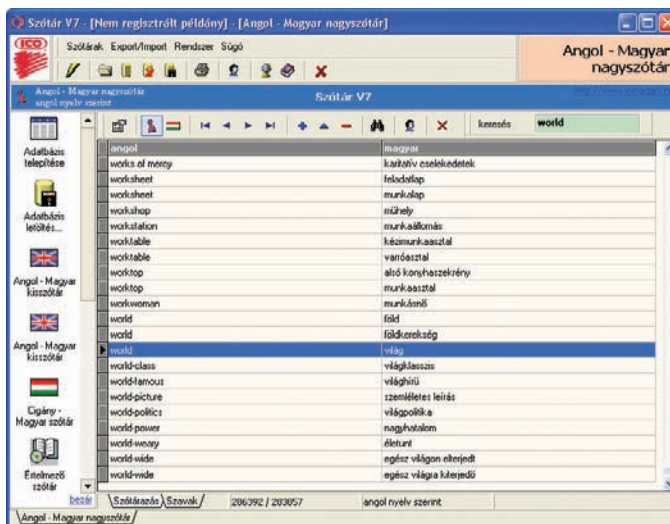 Szótár V7 - [Nem regisztrált példány] - [Angol - Magyar nagyszótár]
ICO
Szótárak Export/Import Rendszer Súgó
Angol - Magyar nagyszótár
Angol - Magyar nagyszótár
angol nyelv szerint
Szótár V7
keresés world
Adatbázis telepítése
Adatbázis letöltés...
Angol - Magyar kisszótár
Angol - Magyar kisszótár
Cigány - Magyar szótár
Értelmező szótár
bezár
angol magyar
works of mercy karitatív cselekedetek
worksheet feladatlap
worksheet munkalap
workshop műhely
workstation munkaállomás
worktable kézimunkaasztal
worktable varróasztal
worktop alsó konyhaszekrény
worktop munkaasztal
workwoman munkásnő
world föld
world földkerekség
world világ
world-class világklasszis
world-famous világhírű
world-picture szemléletes leírás
world-politics világpolitika
world-power nagyhatalom
world-weary életunt
world-wide egész világon elterjedt
world-wide egész világra kiterjedő
Szótárazás Szavak 206392 / 203857 angol nyelv szerint
Angol - Magyar nagyszótár